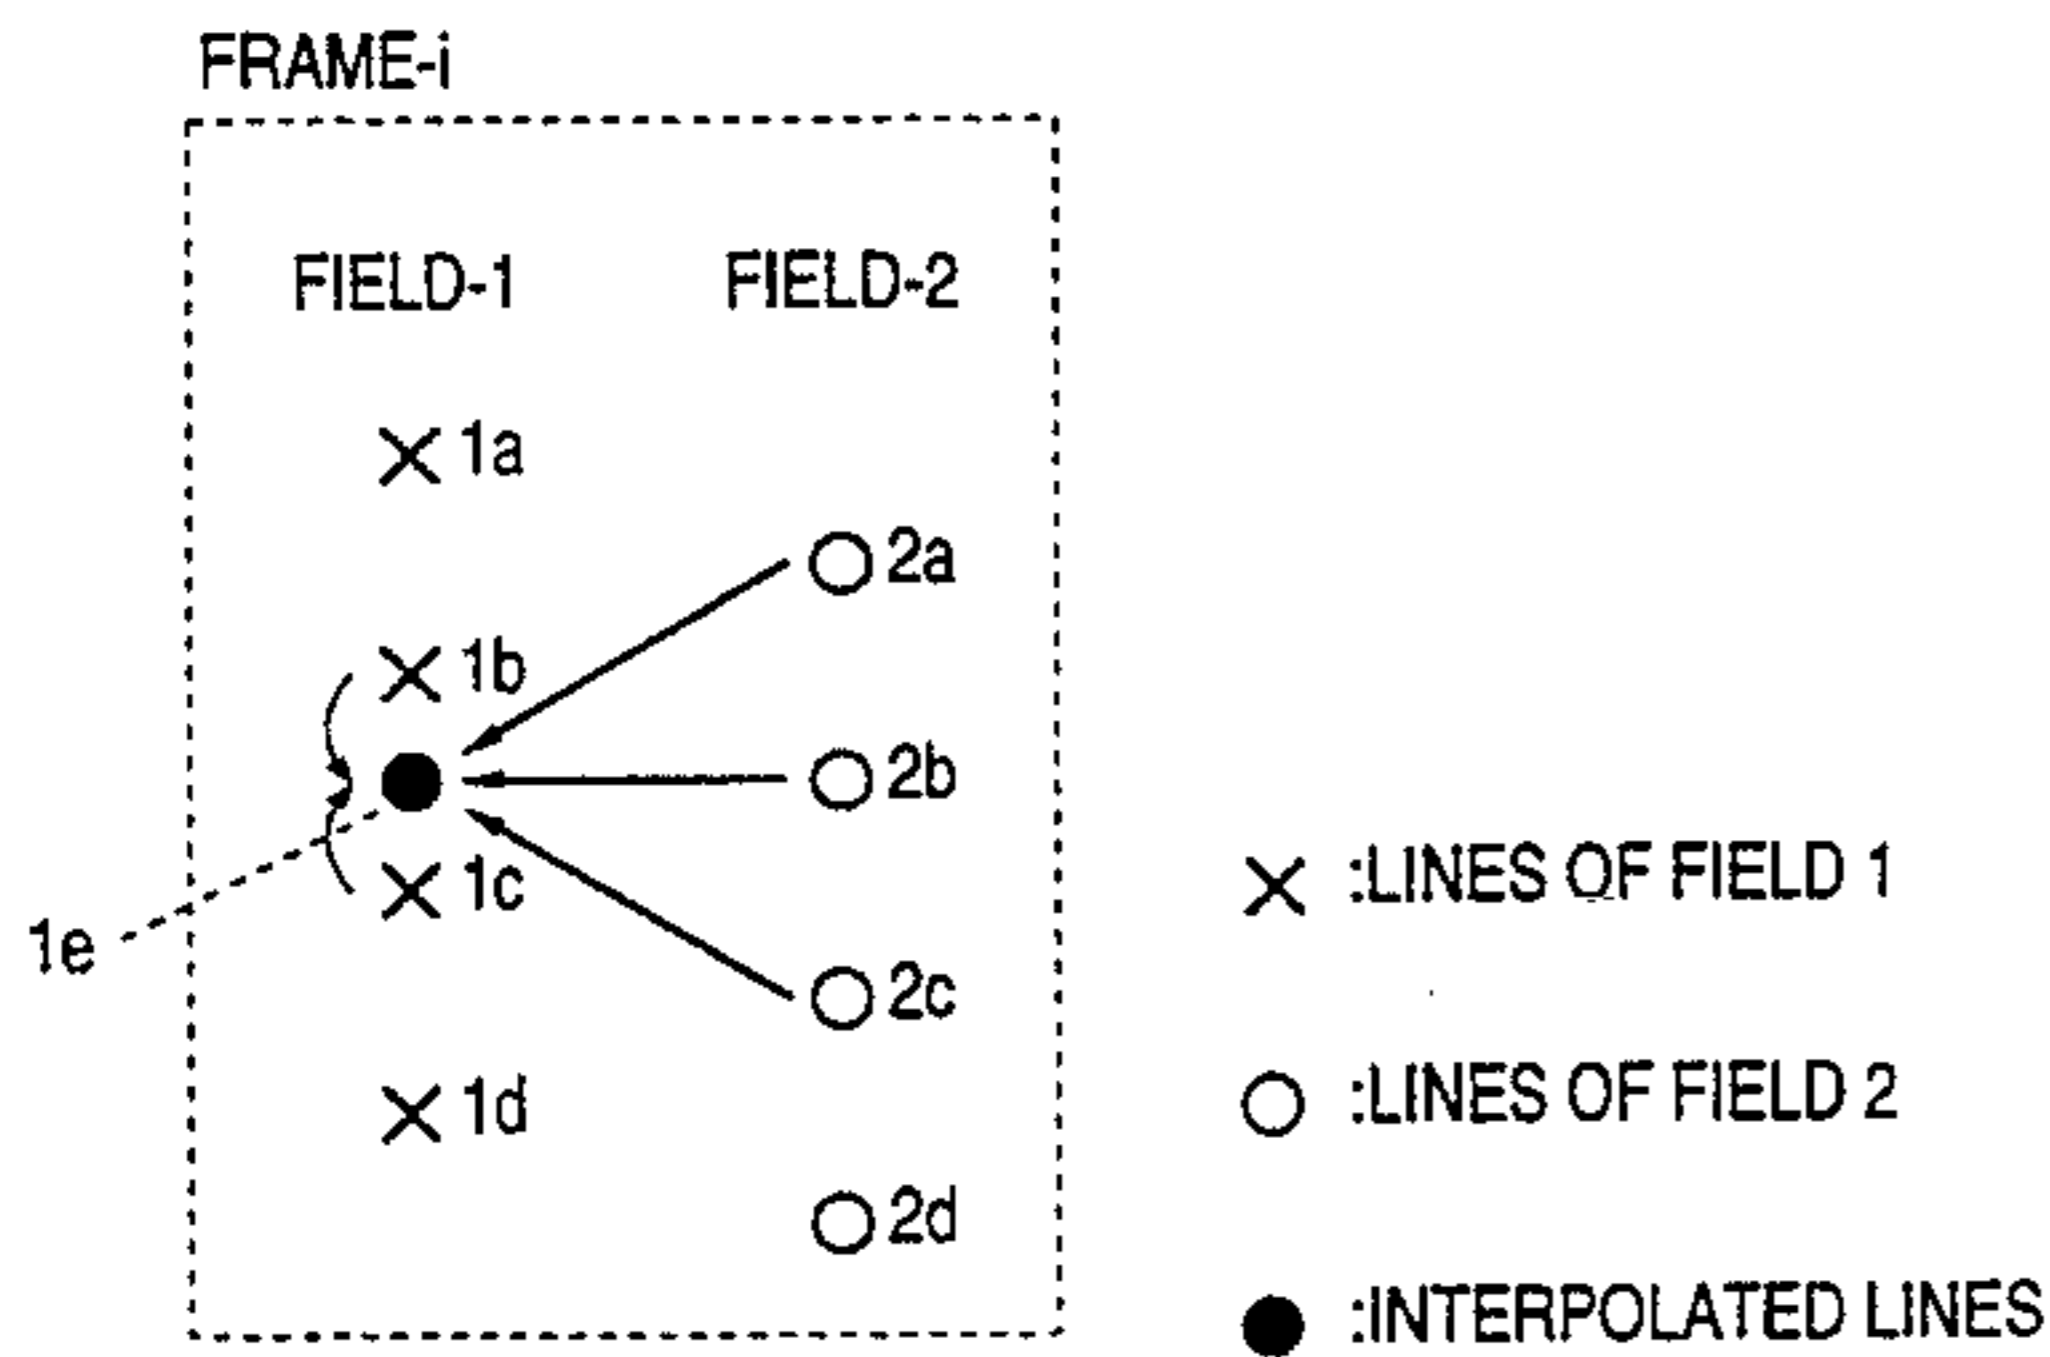 FRAME-i
FIELD-1 FIELD-2
1a
2a
1b
2b
1c
1e
2c
1d
2d
:LINES OF FIELD 1
:LINES OF FIELD 2
:INTERPOLATED LINES